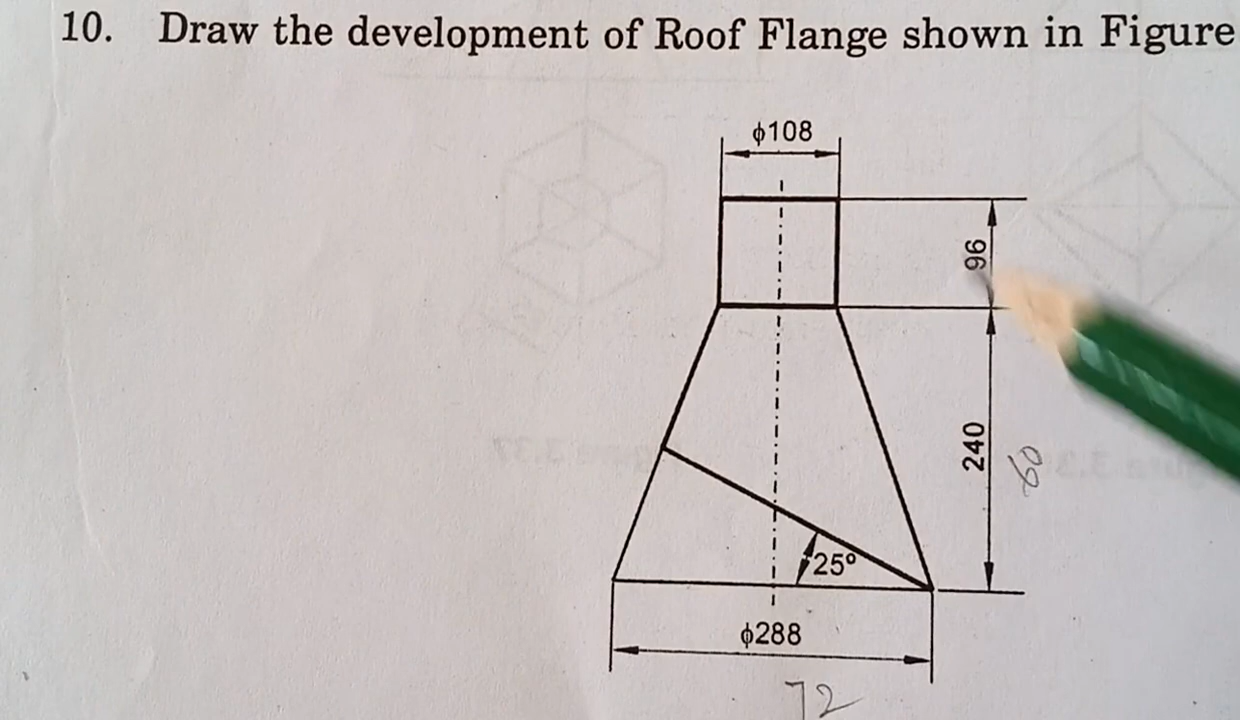 10. Draw the development of Roof Flange shown in Figure
ϕ108
96
240
60
25°
ϕ288
72